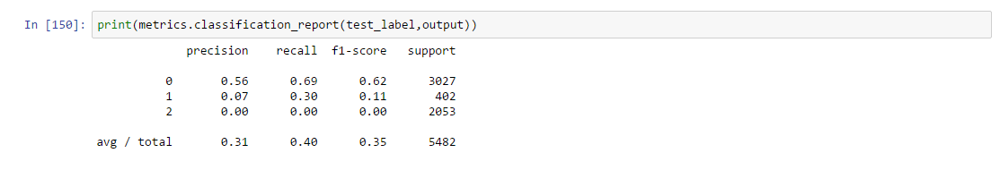 In [150]: print(metrics.classification_report(test_label,output))
precision recall f1-score support
0 0.56 0.69 0.62 3027
1 0.07 0.30 0.11 402
2 0.00 0.00 0.00 2053
avg / total 0.31 0.40 0.35 5482